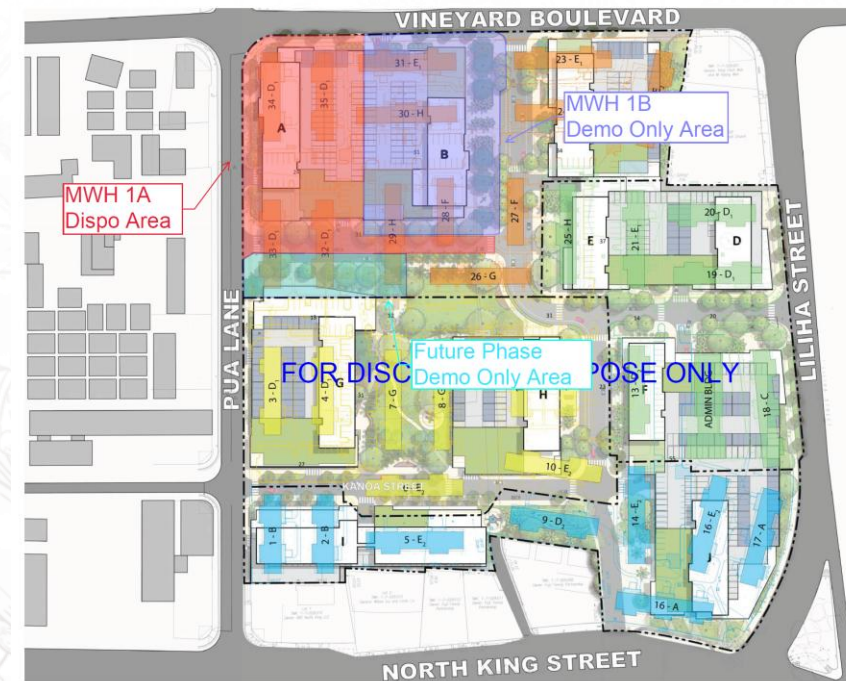 VINEYARD BOULEVARD
31 - E₁
23 - E₁
34 - D₁
35 - D₁
MWH 1B
Demo Only Area
30 - H
A
B
MWH 1A
Dispo Area
33 - D₁
32 - D₁
29 - H
28 - F
27 - F
25 - H
E
21 - E₁
20 - D₁
D
19 - D₁
26 - G
PUA LANE
LILIHA STREET
Future Phase
Demo Only Area
FOR DISC
POSE ONLY
3 - D₁
4 - D₁
G
7 - G
8 - G
H
13 -
F
ADMIN BLDG
18 - C
10 - E₂
KANOA STREET
1 - B
2 - B
I
5 - E₂
9 - D₂
14 - E₂
16 - E₂
17 - A
16 - A
NORTH KING STREET